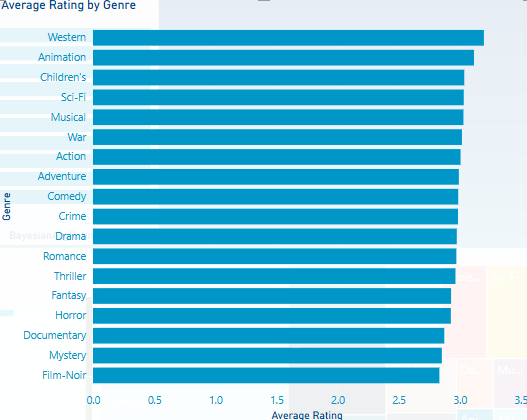 Average Rating by Genre
Western
Animation
Children's
Sci-Fi
Musical
War
Action
Adventure
Comedy
Crime
Drama
Romance
Thriller
Fantasy
Horror
Documentary
Mystery
Film-Noir
Genre
0.0 0.5 1.0 1.5 2.0 2.5 3.0 3.5
Average Rating